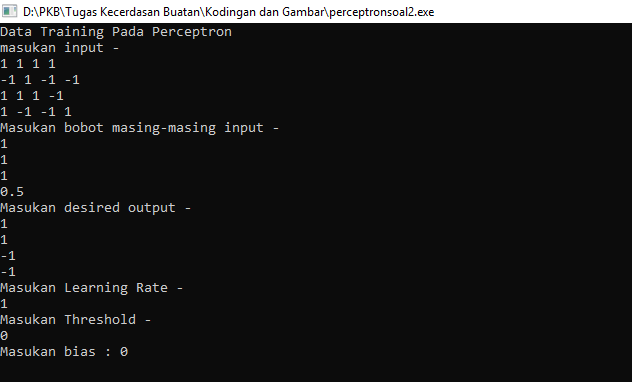 D:\PKB\Tugas Kecerdasan Buatan\Kodingan dan Gambar\perceptronsoal2.exe
Data Training Pada Perceptron
masukan input -
1 1 1 1
-1 1 -1 -1
1 1 1 -1
1 -1 -1 1
Masukan bobot masing-masing input -
1
1
1
0.5
Masukan desired output -
1
1
-1
-1
Masukan Learning Rate -
1
Masukan Threshold -
0
Masukan bias : 0